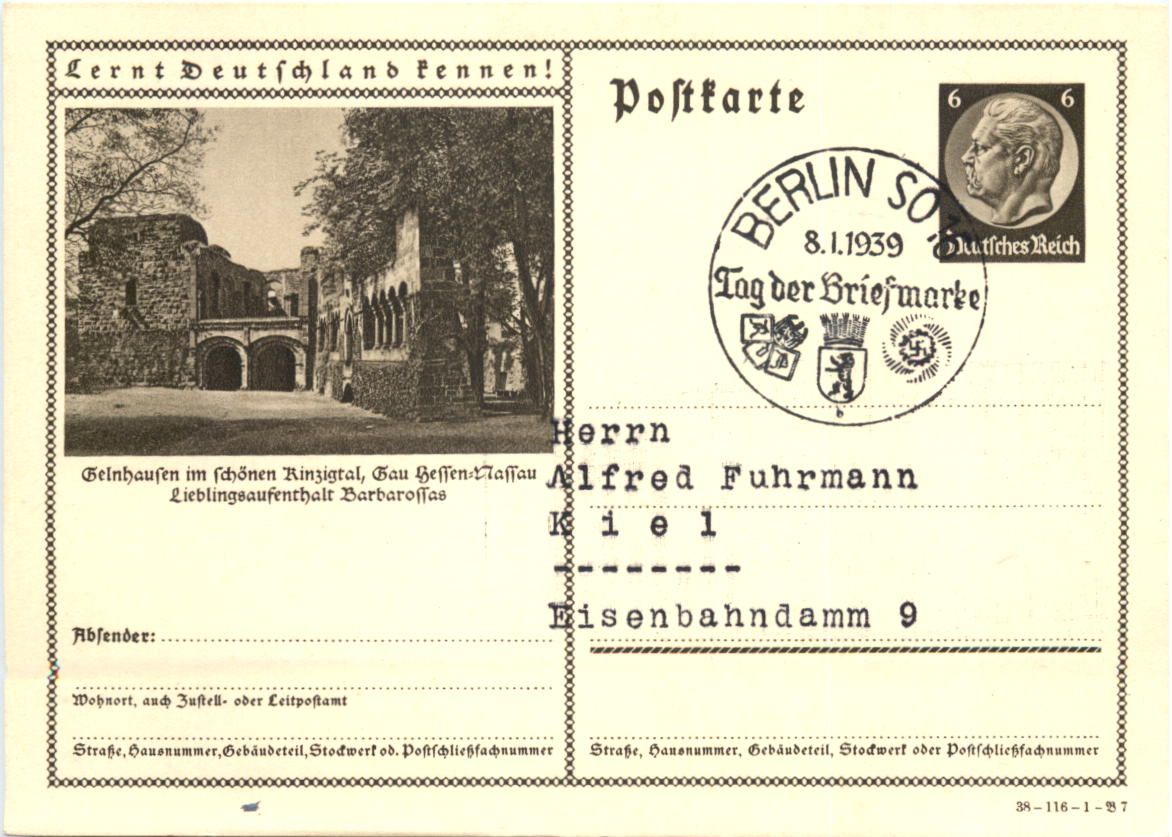 Lernt Deutschland kennen!
Gelnhausen im schönen Kinzigtal, Gau Hessen-Nassau
Lieblingsaufenthalt Barbarossas
Absender:
Wohnort, auch Zustell- oder Leitpostamt
Straße, Hausnummer, Gebäudeteil, Stockwerk od. Postschließfachnummer
Postkarte
6 6
Deutsches Reich
BERLIN SO
8.1.1939
Tag der Briefmarke
b
Herrn
Alfred Fuhrmann
K i e l
--------
Eisenbahndamm 9
Straße, Hausnummer, Gebäudeteil, Stockwerk oder Postschließfachnummer
38-116-1-B 7